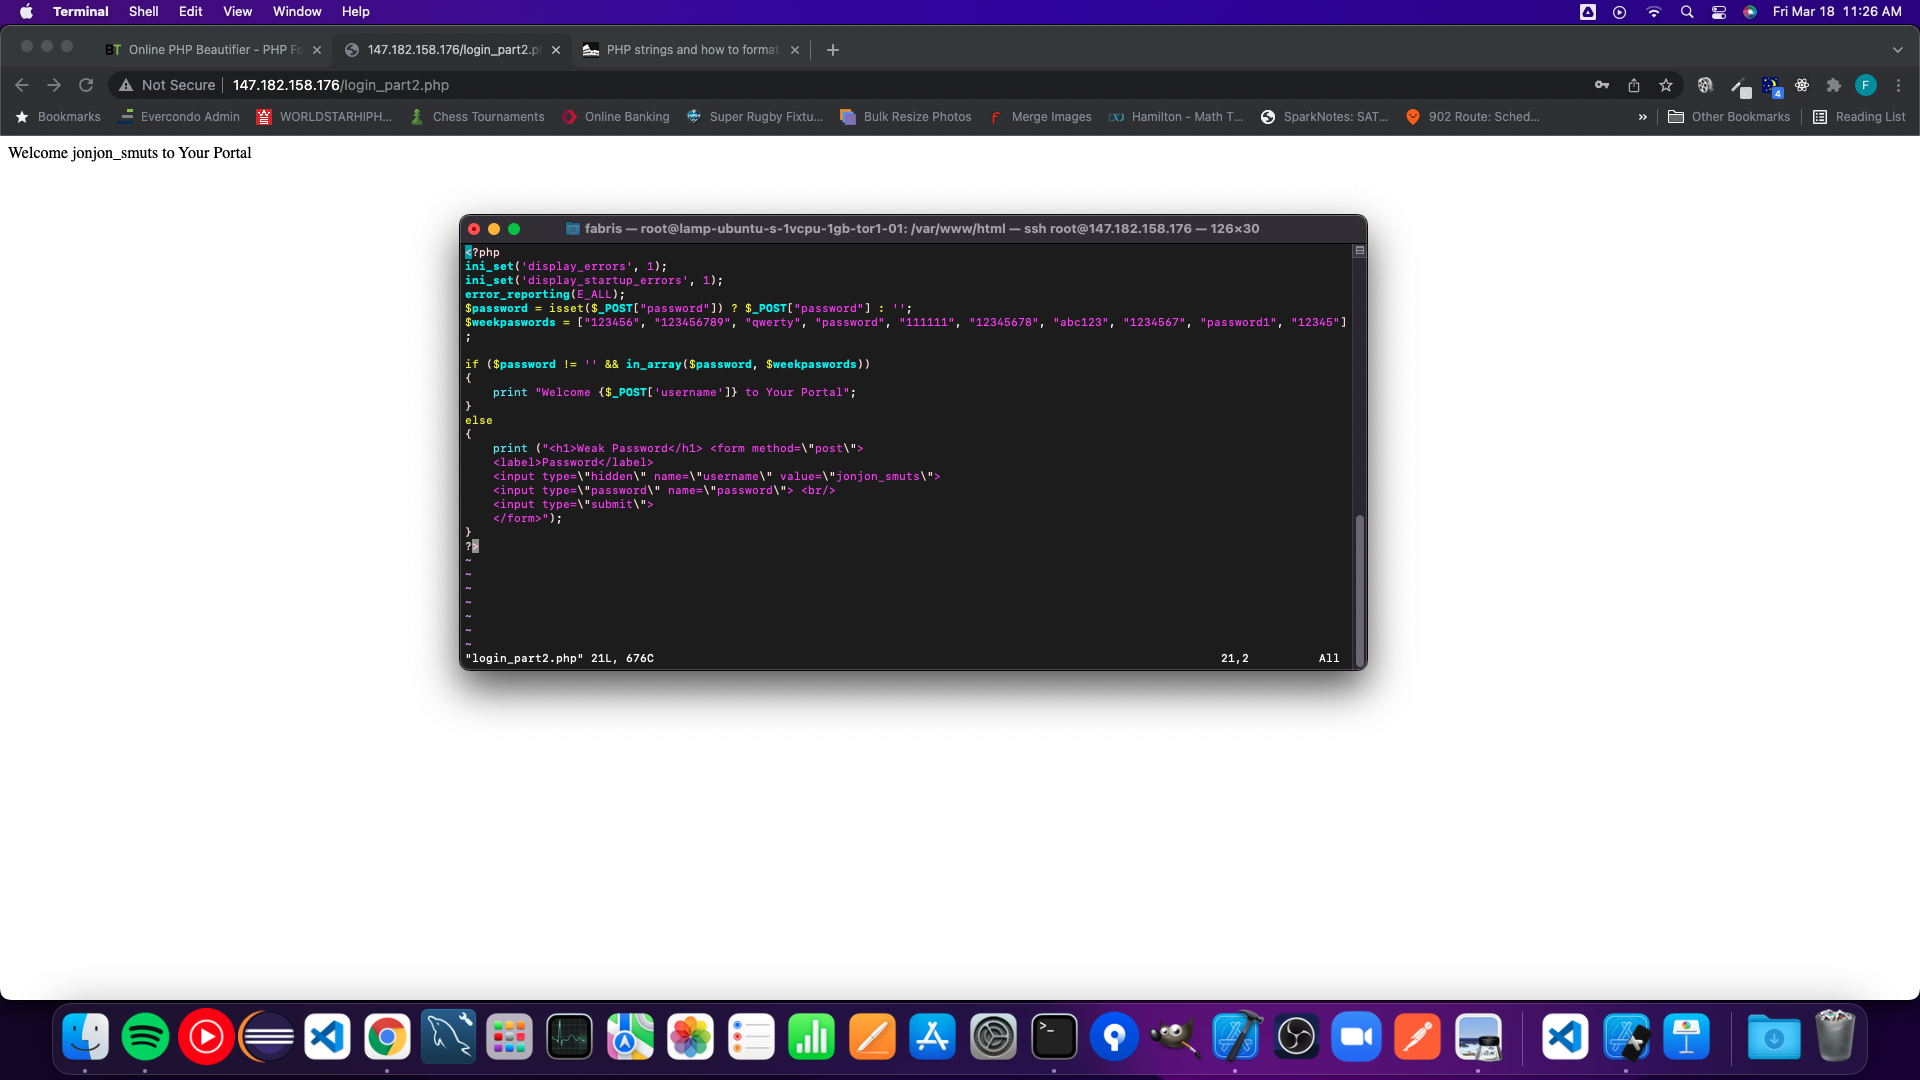 Terminal Shell Edit View Window Help Fri Mar 18 11:26 AM
BT Online PHP Beautifier - PHP Fo 147.182.158.176/login_part2.p PHP strings and how to format
Not Secure 147.182.158.176/login_part2.php F 4
Bookmarks Evercondo Admin WORLDSTARHIPH... Chess Tournaments Online Banking Super Rugby Fixtu... Bulk Resize Photos Merge Images Hamilton - Math T... SparkNotes: SAT... 902 Route: Sched... » Other Bookmarks Reading List
Welcome jonjon_smuts to Your Portal
fabris — root@lamp-ubuntu-s-1vcpu-1gb-tor1-01: /var/www/html — ssh root@147.182.158.176 — 126×30
<?php
ini_set('display_errors', 1);
ini_set('display_startup_errors', 1);
error_reporting(E_ALL);
$password = isset($_POST["password"]) ? $_POST["password"] : '';
$weekpaswords = ["123456", "123456789", "qwerty", "password", "111111", "12345678", "abc123", "1234567", "password1", "12345"]
;
if ($password != '' && in_array($password, $weekpaswords))
{
print "Welcome {$_POST['username']} to Your Portal";
}
else
{
print ("<h1>Weak Password</h1> <form method=\"post\">
<label>Password</label>
<input type=\"hidden\" name=\"username\" value=\"jonjon_smuts\">
<input type=\"password\" name=\"password\"> <br/>
<input type=\"submit\">
</form>");
}
?>
~
~
~
~
~
~
~
"login_part2.php" 21L, 676C 21,2 All